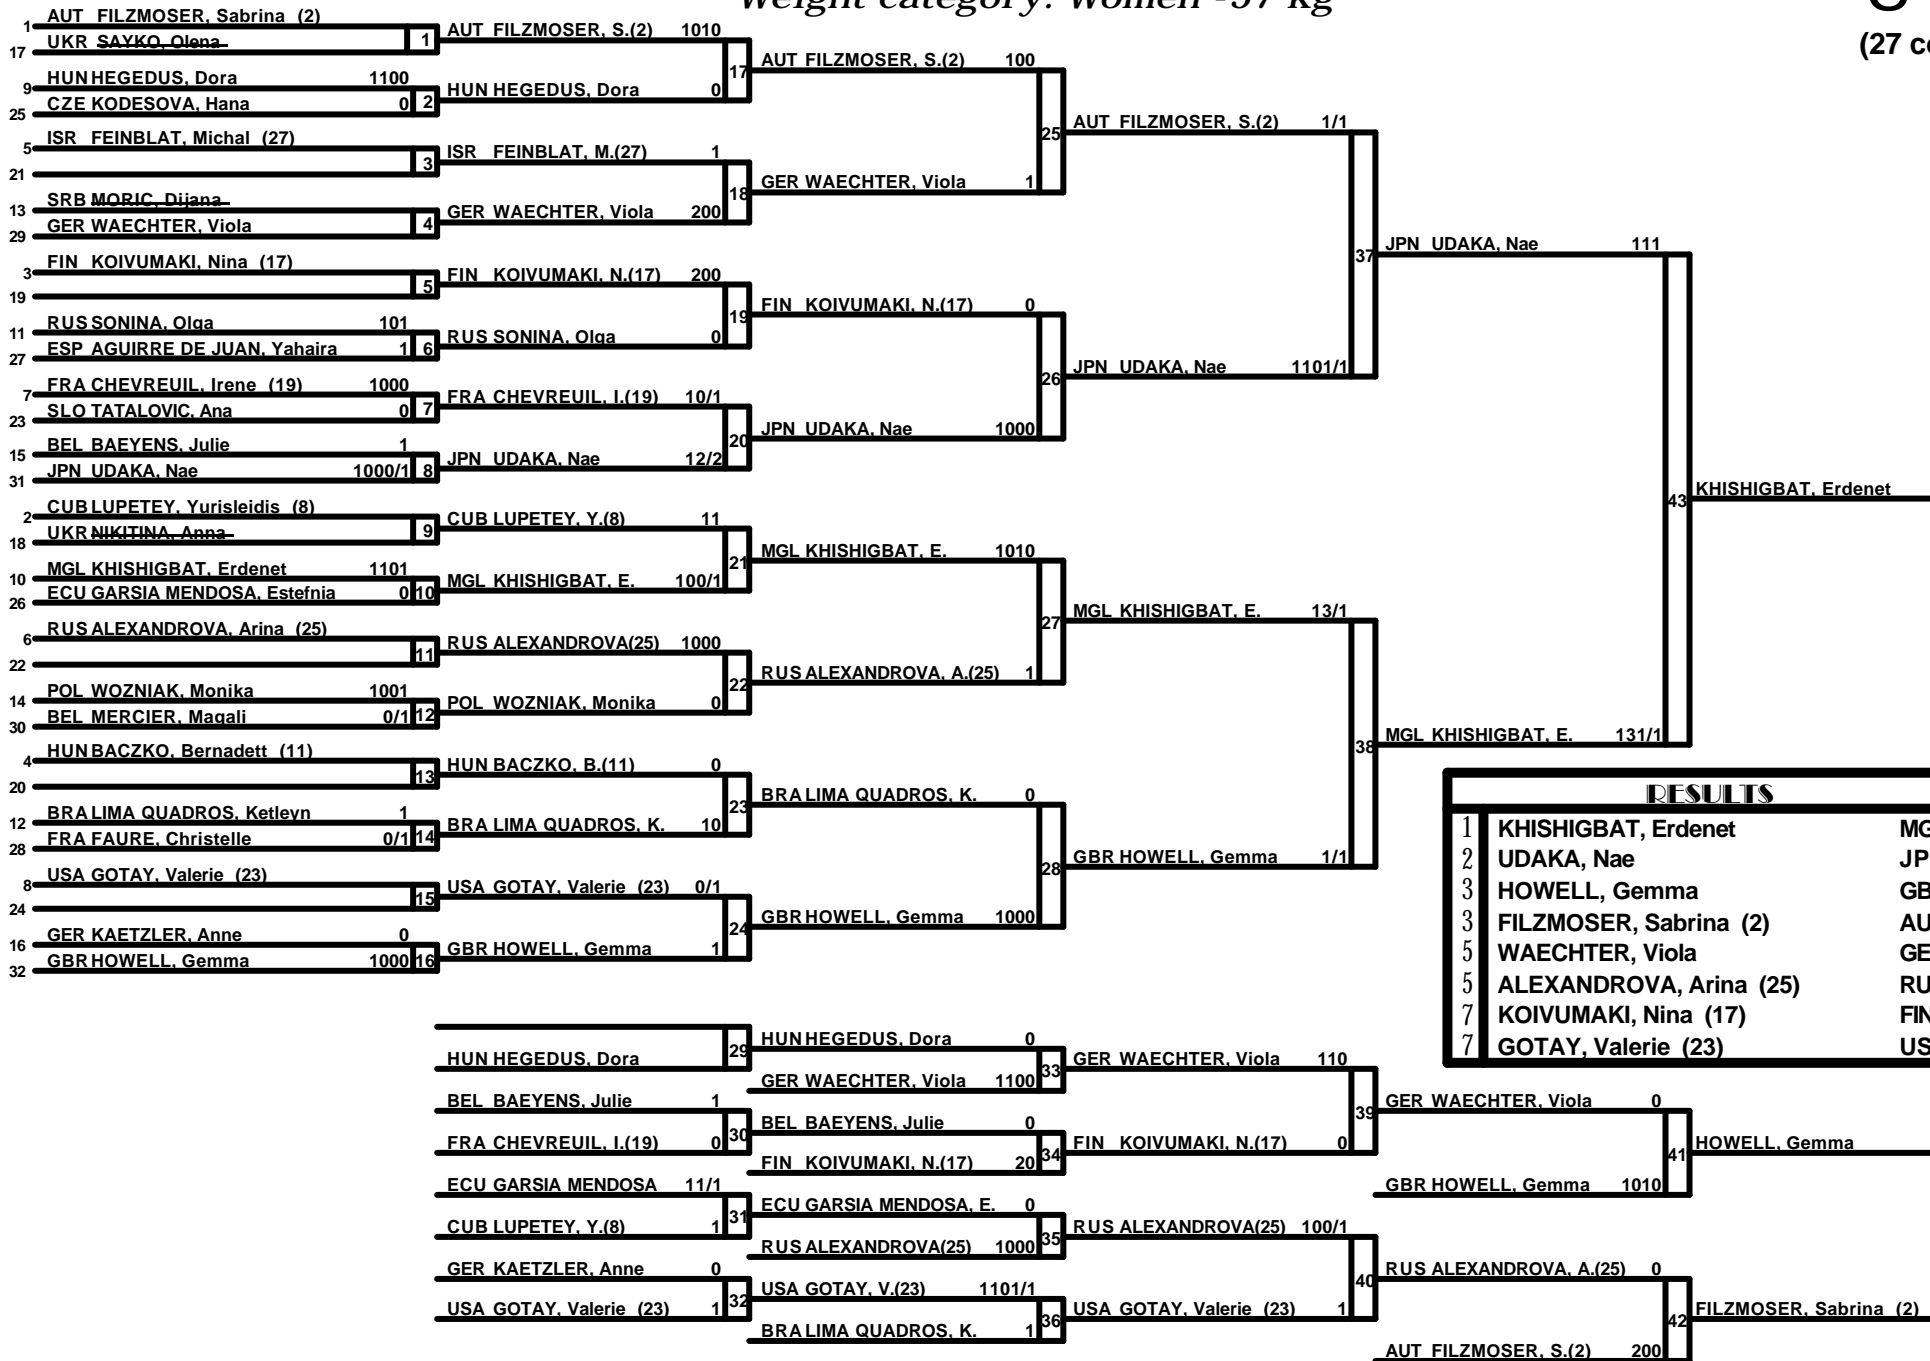 Weight category: Women -57 kg
(27 co
1 AUT FILZMOSER, Sabrina (2)
17 UKR SAYKO, Olena
1
9 HUN HEGEDUS, Dora 1100
25 CZE KODESOVA, Hana 0
2
5 ISR FEINBLAT, Michal (27)
21
3
13 SRB MORIC, Dijana
29 GER WAECHTER, Viola
4
3 FIN KOIVUMAKI, Nina (17)
19
5
11 RUS SONINA, Olga 101
27 ESP AGUIRRE DE JUAN, Yahaira 1
6
7 FRA CHEVREUIL, Irene (19) 1000
23 SLO TATALOVIC, Ana 0
7
15 BEL BAEYENS, Julie 1
31 JPN UDAKA, Nae 1000/1
8
2 CUB LUPETEY, Yurisleidis (8)
18 UKR NIKITINA, Anna
9
10 MGL KHISHIGBAT, Erdenet 1101
26 ECU GARSIA MENDOSA, Estefnia 0
10
6 RUS ALEXANDROVA, Arina (25)
22
11
14 POL WOZNIAK, Monika 1001
30 BEL MERCIER, Magali 0/1
12
4 HUN BACZKO, Bernadett (11)
20
13
12 BRA LIMA QUADROS, Ketleyn 1
28 FRA FAURE, Christelle 0/1
14
8 USA GOTAY, Valerie (23)
24
15
16 GER KAETZLER, Anne 0
32 GBR HOWELL, Gemma 1000
16
AUT FILZMOSER, S.(2) 1010
17
HUN HEGEDUS, Dora 0
ISR FEINBLAT, M.(27) 1
18
GER WAECHTER, Viola 200
FIN KOIVUMAKI, N.(17) 200
19
RUS SONINA, Olga 0
FRA CHEVREUIL, I.(19) 10/1
20
JPN UDAKA, Nae 12/2
CUB LUPETEY, Y.(8) 11
21
MGL KHISHIGBAT, E. 100/1
RUS ALEXANDROVA(25) 1000
22
POL WOZNIAK, Monika 0
HUN BACZKO, B.(11) 0
23
BRA LIMA QUADROS, K. 10
USA GOTAY, Valerie (23) 0/1
24
GBR HOWELL, Gemma 1
AUT FILZMOSER, S.(2) 100
25
GER WAECHTER, Viola 1
FIN KOIVUMAKI, N.(17) 0
26
JPN UDAKA, Nae 1000
MGL KHISHIGBAT, E. 1010
27
RUS ALEXANDROVA, A.(25) 1
BRA LIMA QUADROS, K. 0
28
GBR HOWELL, Gemma 1000
AUT FILZMOSER, S.(2) 1/1
37
JPN UDAKA, Nae 1101/1
MGL KHISHIGBAT, E. 13/1
38
GBR HOWELL, Gemma 1/1
JPN UDAKA, Nae 111
43
MGL KHISHIGBAT, E. 131/1
KHISHIGBAT, Erdenet
RESULTS
1 KHISHIGBAT, Erdenet MG
2 UDAKA, Nae JP
3 HOWELL, Gemma GB
3 FILZMOSER, Sabrina (2) AU
5 WAECHTER, Viola GE
5 ALEXANDROVA, Arina (25) RU
7 KOIVUMAKI, Nina (17) FIN
7 GOTAY, Valerie (23) US
29
HUN HEGEDUS, Dora
BEL BAEYENS, Julie 1
30
FRA CHEVREUIL, I.(19) 0
ECU GARSIA MENDOSA 11/1
31
CUB LUPETEY, Y.(8) 1
GER KAETZLER, Anne 0
32
USA GOTAY, Valerie (23) 1
HUN HEGEDUS, Dora 0
33
GER WAECHTER, Viola 1100
BEL BAEYENS, Julie 0
34
FIN KOIVUMAKI, N.(17) 20
ECU GARSIA MENDOSA, E. 0
35
RUS ALEXANDROVA(25) 1000
USA GOTAY, V.(23) 1101/1
36
BRA LIMA QUADROS, K. 1
GER WAECHTER, Viola 110
39
FIN KOIVUMAKI, N.(17) 0
RUS ALEXANDROVA(25) 100/1
40
USA GOTAY, Valerie (23) 1
GER WAECHTER, Viola 0
41
GBR HOWELL, Gemma 1010
RUS ALEXANDROVA, A.(25) 0
42
AUT FILZMOSER, S.(2) 200
HOWELL, Gemma
FILZMOSER, Sabrina (2)